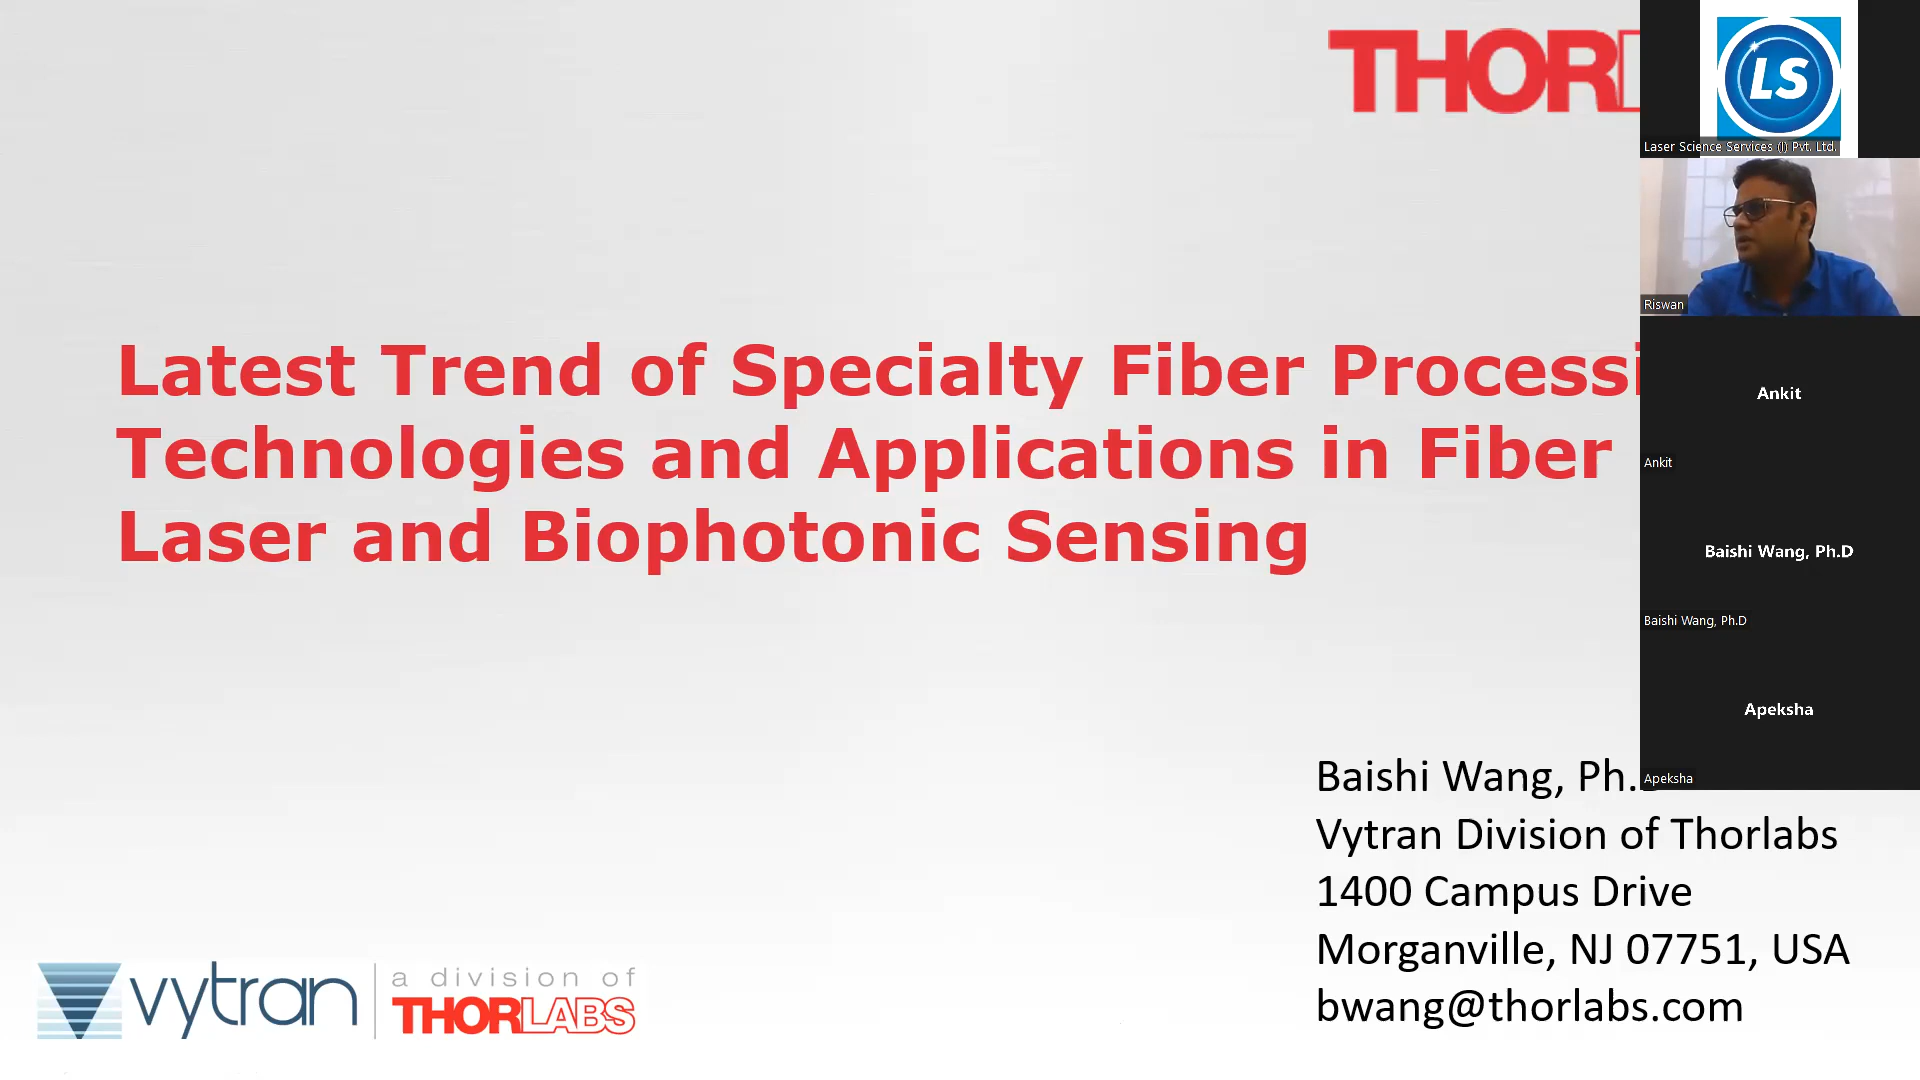 THOR
LS
Laser Science Services (I) Pvt. Ltd.
Riswan
Latest Trend of Specialty Fiber Processi
Technologies and Applications in Fiber
Laser and Biophotonic Sensing
Ankit
Ankit
Baishi Wang, Ph.D
Baishi Wang, Ph.D
Apeksha
Apeksha
Baishi Wang, Ph.
Vytran Division of Thorlabs
1400 Campus Drive
Morganville, NJ 07751, USA
bwang@thorlabs.com
vytran
a division of
THORLABS